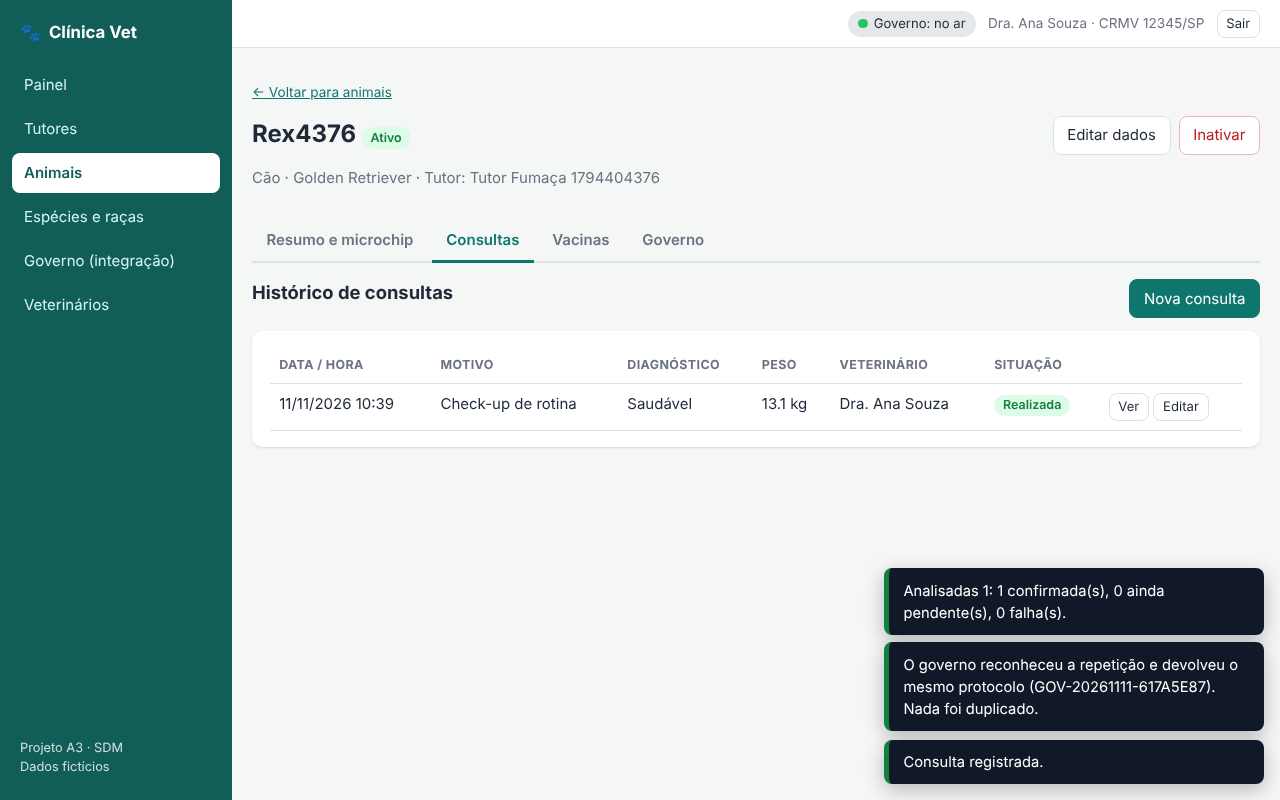 Clínica Vet
Painel
Tutores
Animais
Espécies e raças
Governo (integração)
Veterinários
Projeto A3 · SDM
Dados fictícios
Governo: no ar
Dra. Ana Souza · CRMV 12345/SP
Sair
← Voltar para animais
Rex4376
Ativo
Editar dados
Inativar
Cão · Golden Retriever · Tutor: Tutor Fumaça 1794404376
Resumo e microchip
Consultas
Vacinas
Governo
Histórico de consultas
Nova consulta
DATA / HORA MOTIVO DIAGNÓSTICO PESO VETERINÁRIO SITUAÇÃO
11/11/2026 10:39 Check-up de rotina Saudável 13.1 kg Dra. Ana Souza Realizada Ver Editar
Analisadas 1: 1 confirmada(s), 0 ainda
pendente(s), 0 falha(s).
O governo reconheceu a repetição e devolveu o
mesmo protocolo (GOV-20261111-617A5E87).
Nada foi duplicado.
Consulta registrada.